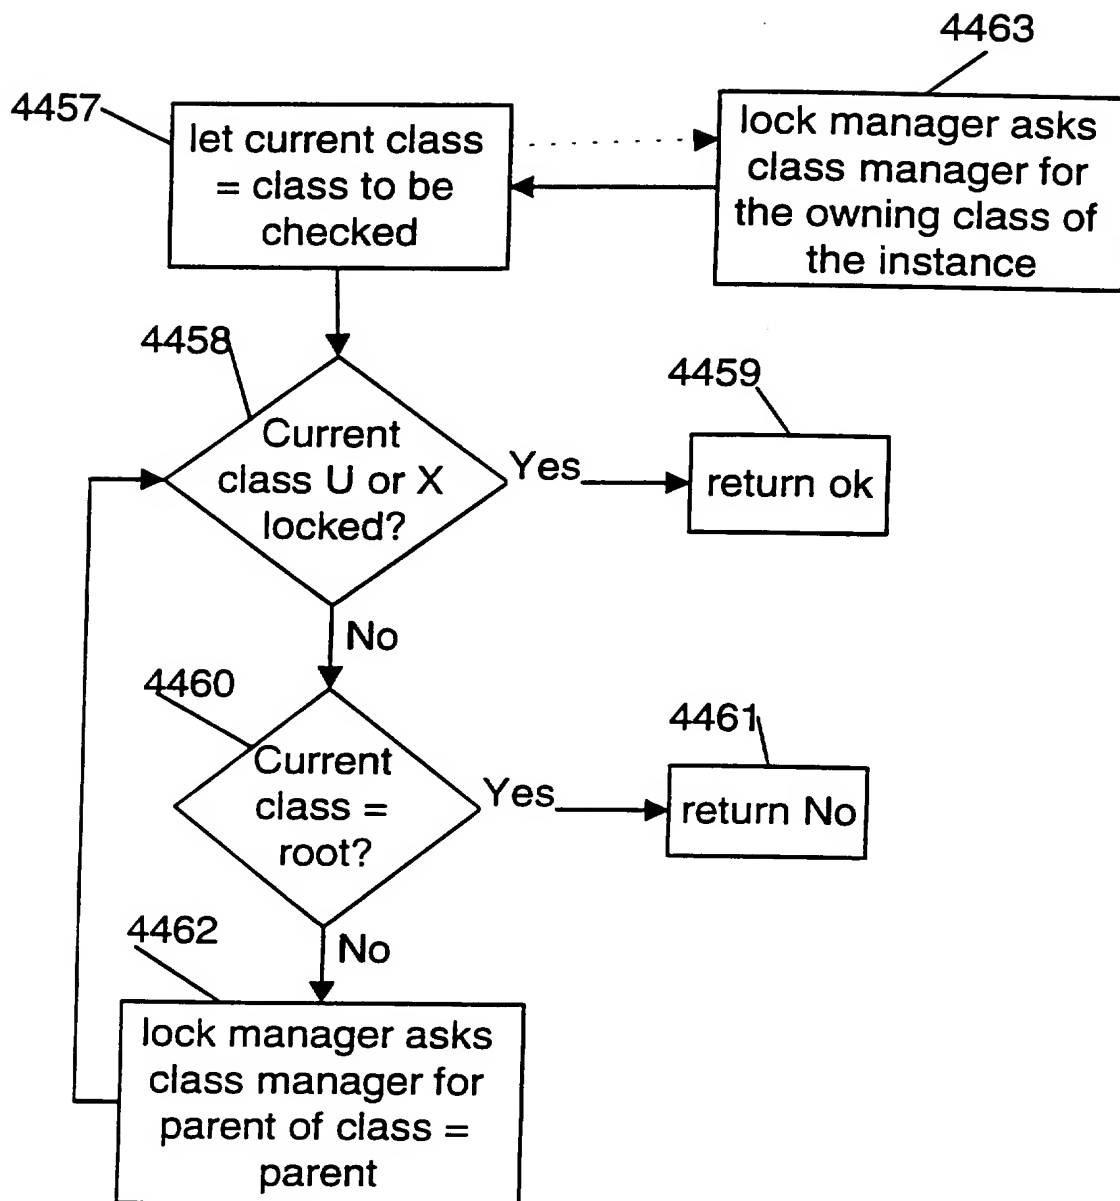 4463
4457
let current class
= class to be
checked
lock manager asks
class manager for
the owning class of
the instance
4458
Current
class U or X
locked?
Yes
4459
return ok
No
4460
Current
class =
root?
Yes
4461
return No
No
4462
lock manager asks
class manager for
parent of class =
parent